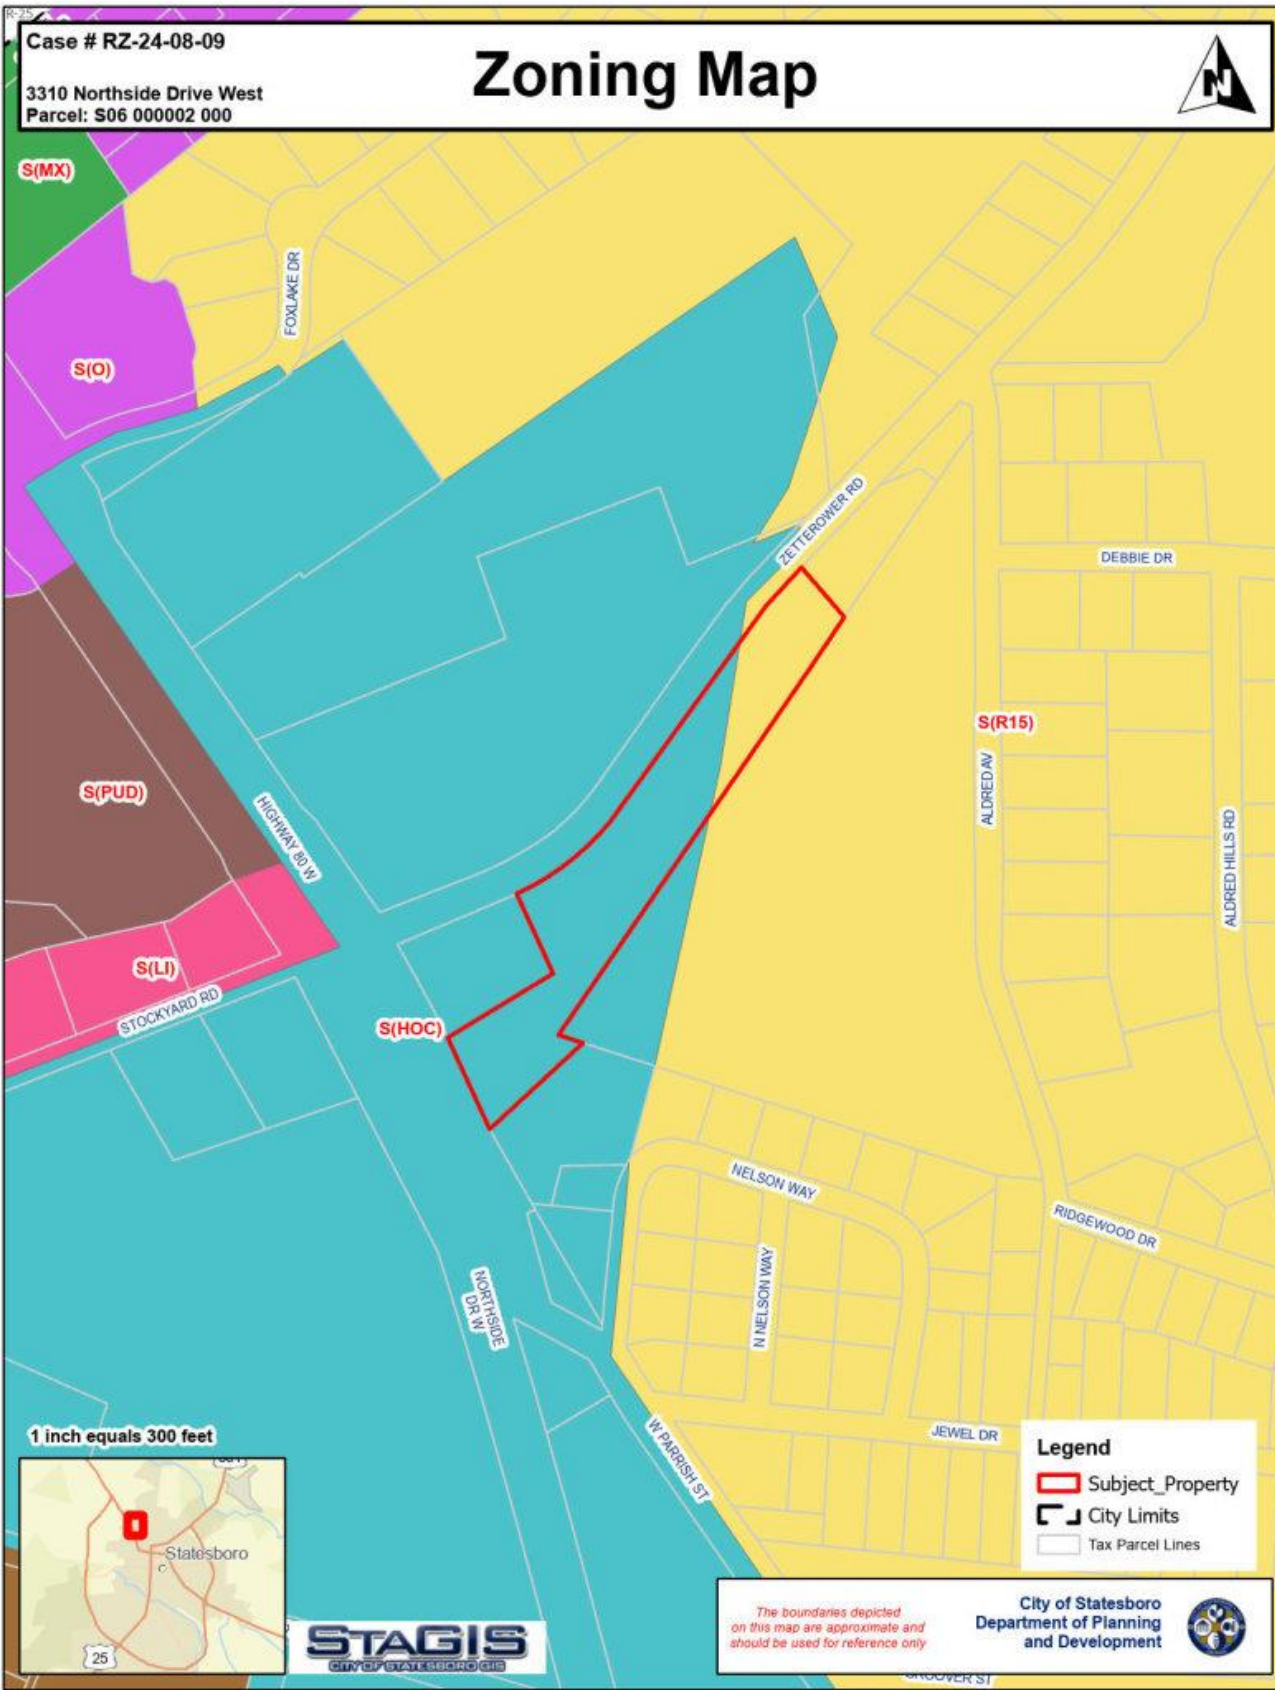 R-25
Case # RZ-24-08-09
3310 Northside Drive West
Parcel: S06 000002 000
Zoning Map
N
S(MX)
FOXLAKE DR
S(O)
ZETTEROWER RD
DEBBIE DR
S(R15)
ALDRED AV
S(PUD)
HIGHWAY 80 W
ALDRED HILLS RD
S(LI)
STOCKYARD RD
S(HOC)
NELSON WAY
RIDGEWOOD DR
N NELSON WAY
NORTHSIDE
DR W
JEWEL DR
W PARRISH ST
1 inch equals 300 feet
Statesboro
25
Legend
Subject_Property
City Limits
Tax Parcel Lines
STAGIS
CITY OF STATESBORO GIS
The boundaries depicted
on this map are approximate and
should be used for reference only
City of Statesboro
Department of Planning
and Development
GROOVER ST